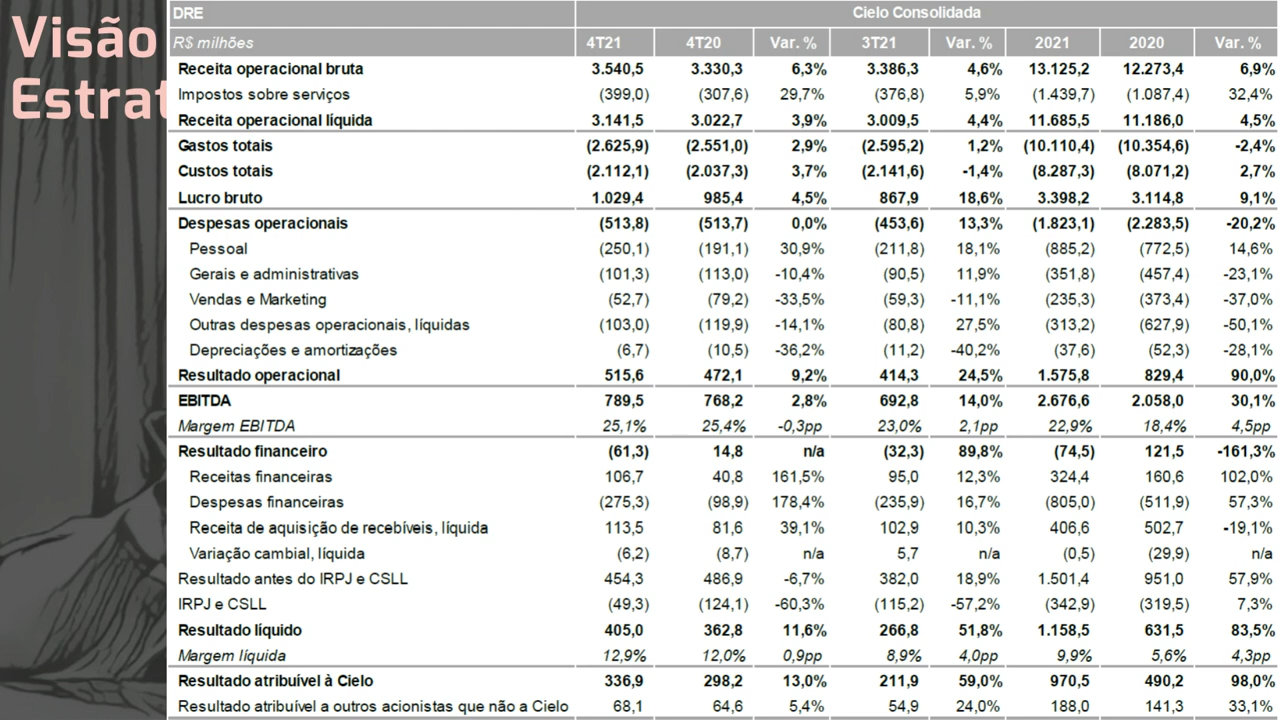 Visão
Estrat
DRE Cielo Consolidada
R$ milhões 4T21 4T20 Var. % 3T21 Var. % 2021 2020 Var. %
Receita operacional bruta 3.540,5 3.330,3 6,3% 3.386,3 4,6% 13.125,2 12.273,4 6,9%
Impostos sobre serviços (399,0) (307,6) 29,7% (376,8) 5,9% (1.439,7) (1.087,4) 32,4%
Receita operacional líquida 3.141,5 3.022,7 3,9% 3.009,5 4,4% 11.685,5 11.186,0 4,5%
Gastos totais (2.625,9) (2.551,0) 2,9% (2.595,2) 1,2% (10.110,4) (10.354,6) -2,4%
Custos totais (2.112,1) (2.037,3) 3,7% (2.141,6) -1,4% (8.287,3) (8.071,2) 2,7%
Lucro bruto 1.029,4 985,4 4,5% 867,9 18,6% 3.398,2 3.114,8 9,1%
Despesas operacionais (513,8) (513,7) 0,0% (453,6) 13,3% (1.823,1) (2.283,5) -20,2%
Pessoal (250,1) (191,1) 30,9% (211,8) 18,1% (885,2) (772,5) 14,6%
Gerais e administrativas (101,3) (113,0) -10,4% (90,5) 11,9% (351,8) (457,4) -23,1%
Vendas e Marketing (52,7) (79,2) -33,5% (59,3) -11,1% (235,3) (373,4) -37,0%
Outras despesas operacionais, líquidas (103,0) (119,9) -14,1% (80,8) 27,5% (313,2) (627,9) -50,1%
Depreciações e amortizações (6,7) (10,5) -36,2% (11,2) -40,2% (37,6) (52,3) -28,1%
Resultado operacional 515,6 472,1 9,2% 414,3 24,5% 1.575,8 829,4 90,0%
EBITDA 789,5 768,2 2,8% 692,8 14,0% 2.676,6 2.058,0 30,1%
Margem EBITDA 25,1% 25,4% -0,3pp 23,0% 2,1pp 22,9% 18,4% 4,5pp
Resultado financeiro (61,3) 14,8 n/a (32,3) 89,8% (74,5) 121,5 -161,3%
Receitas financeiras 106,7 40,8 161,5% 95,0 12,3% 324,4 160,6 102,0%
Despesas financeiras (275,3) (98,9) 178,4% (235,9) 16,7% (805,0) (511,9) 57,3%
Receita de aquisição de recebíveis, líquida 113,5 81,6 39,1% 102,9 10,3% 406,6 502,7 -19,1%
Variação cambial, líquida (6,2) (8,7) n/a 5,7 n/a (0,5) (29,9) n/a
Resultado antes do IRPJ e CSLL 454,3 486,9 -6,7% 382,0 18,9% 1.501,4 951,0 57,9%
IRPJ e CSLL (49,3) (124,1) -60,3% (115,2) -57,2% (342,9) (319,5) 7,3%
Resultado líquido 405,0 362,8 11,6% 266,8 51,8% 1.158,5 631,5 83,5%
Margem líquida 12,9% 12,0% 0,9pp 8,9% 4,0pp 9,9% 5,6% 4,3pp
Resultado atribuível à Cielo 336,9 298,2 13,0% 211,9 59,0% 970,5 490,2 98,0%
Resultado atribuível a outros acionistas que não a Cielo 68,1 64,6 5,4% 54,9 24,0% 188,0 141,3 33,1%